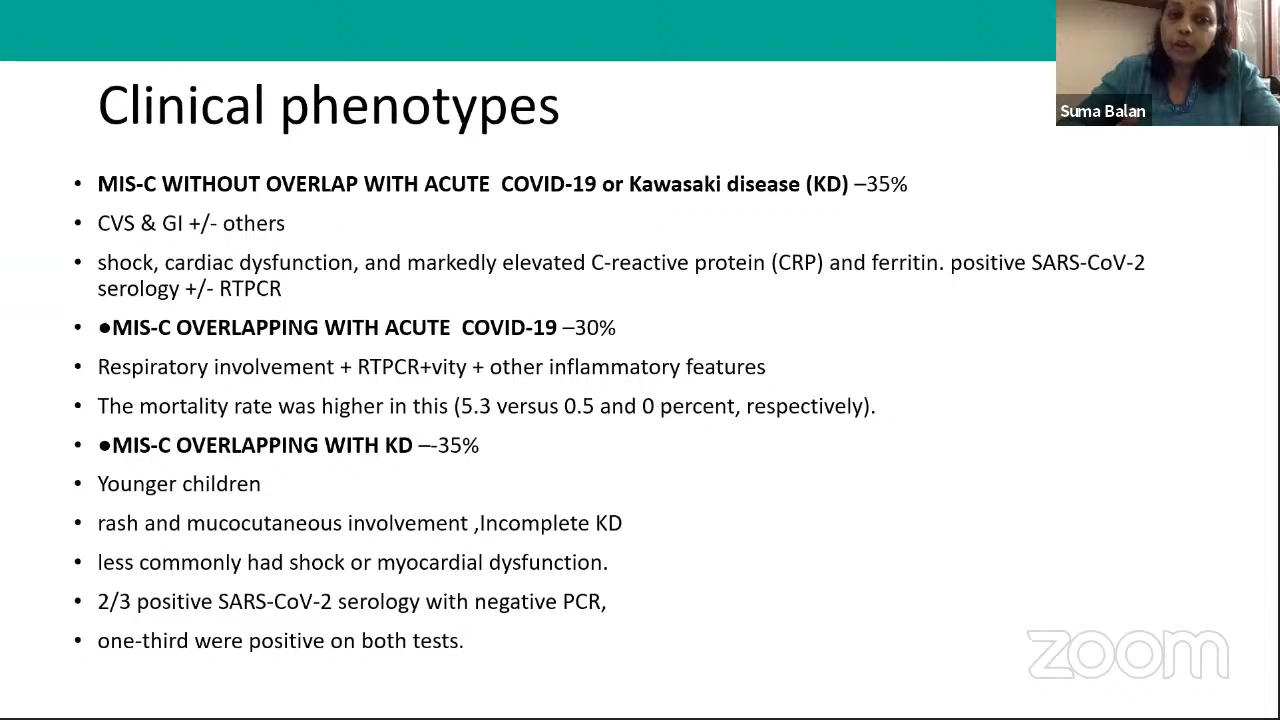 Clinical phenotypes
Suma Balan
• MIS-C WITHOUT OVERLAP WITH ACUTE COVID-19 or Kawasaki disease (KD) –35%
• CVS & GI +/- others
• shock, cardiac dysfunction, and markedly elevated C-reactive protein (CRP) and ferritin. positive SARS-CoV-2
serology +/- RTPCR
• ●MIS-C OVERLAPPING WITH ACUTE COVID-19 –30%
• Respiratory involvement + RTPCR+vity + other inflammatory features
• The mortality rate was higher in this (5.3 versus 0.5 and 0 percent, respectively).
• ●MIS-C OVERLAPPING WITH KD –-35%
• Younger children
• rash and mucocutaneous involvement ,Incomplete KD
• less commonly had shock or myocardial dysfunction.
• 2/3 positive SARS-CoV-2 serology with negative PCR,
• one-third were positive on both tests.
zoom